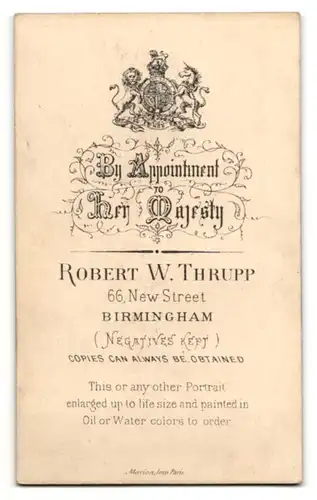 By Appointment
TO
Her Majesty
ROBERT W. THRUPP
66, New Street
BIRMINGHAM
(NEGATIVES KEPT)
COPIES CAN ALWAYS BE OBTAINED
This or any other Portrait
enlarged up to life size and painted in
Oil or Water colors to order
Paris